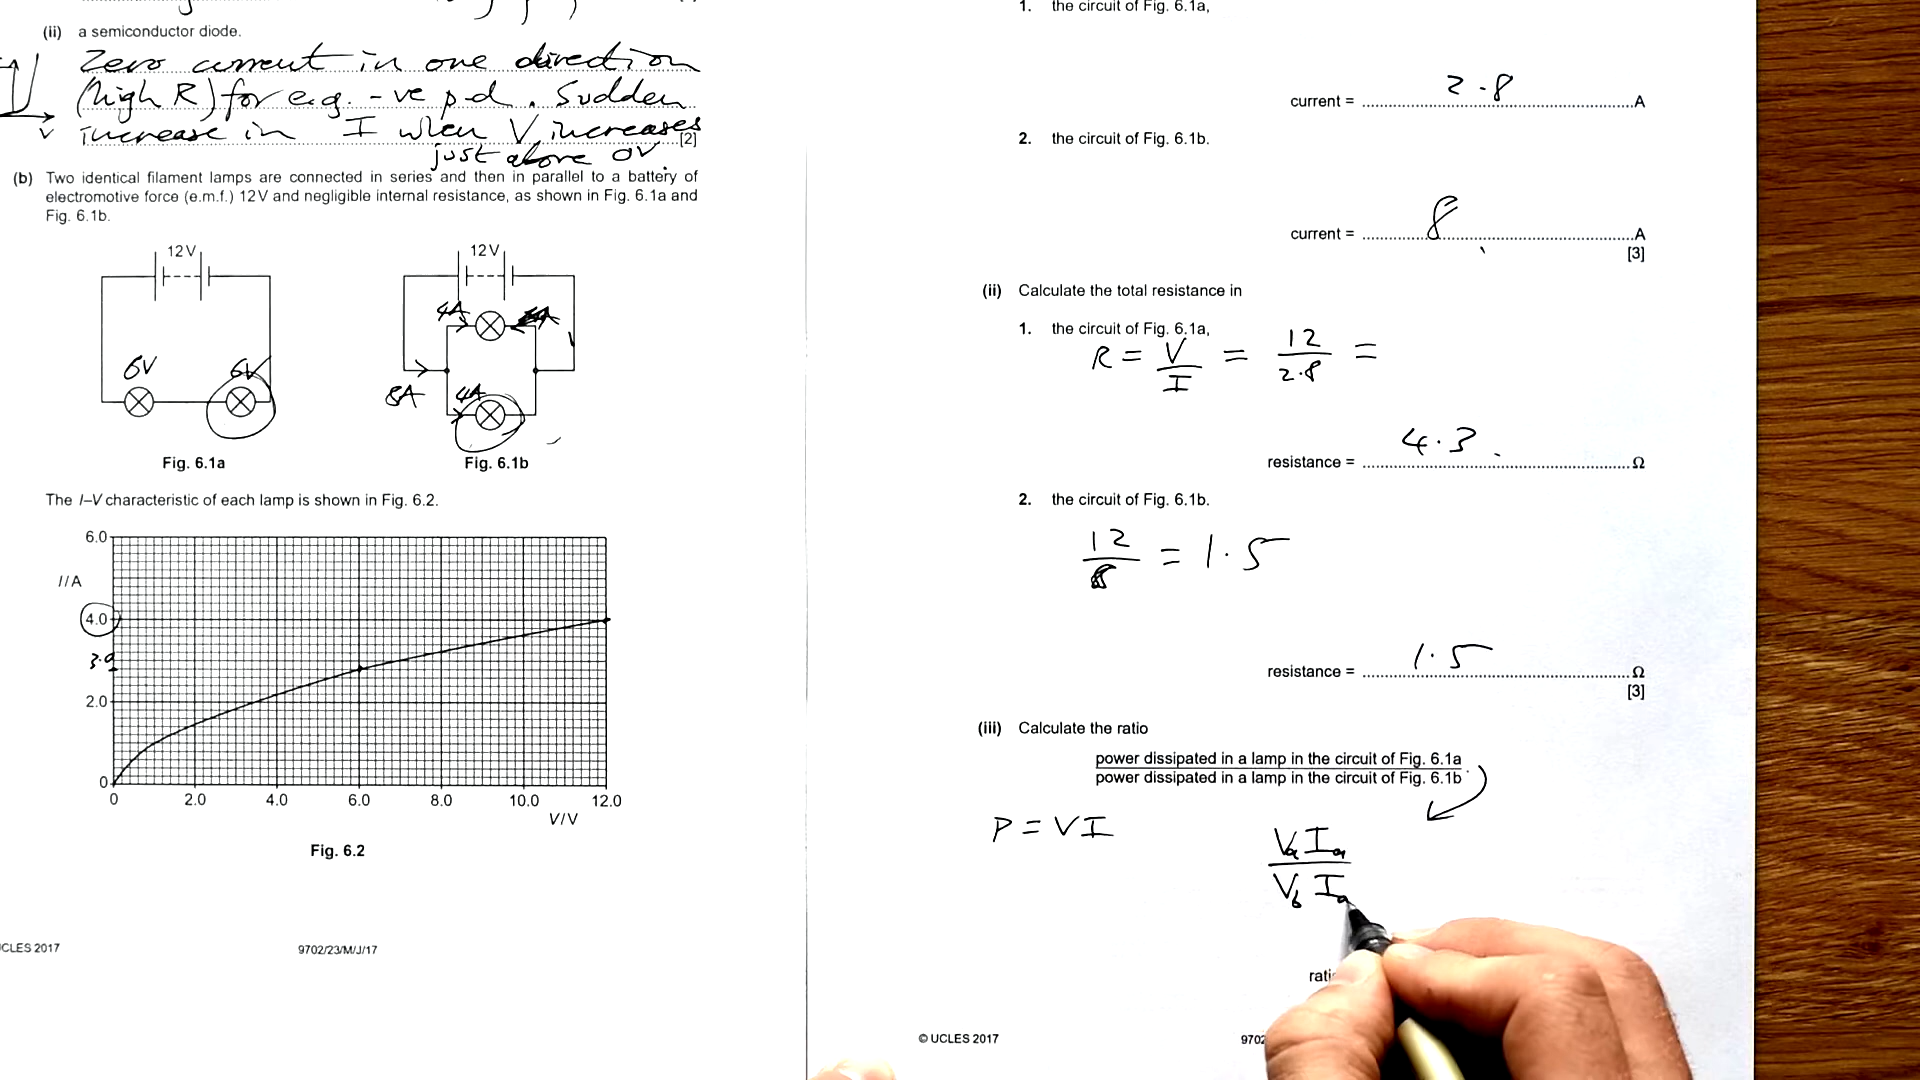 (ii) a semiconductor diode.
Zero current in one direction
(high R) for e.g. -ve p.d. Sudden
V increase in I when V increases
[2]
just above 0V.
(b) Two identical filament lamps are connected in series and then in parallel to a battery of
electromotive force (e.m.f.) 12V and negligible internal resistance, as shown in Fig. 6.1a and
Fig. 6.1b.
12V
6V
6V
Fig. 6.1a
12V
4A
8A
4A
Fig. 6.1b
The I–V characteristic of each lamp is shown in Fig. 6.2.
6.0
I/A
4.0
2.0
0
0 2.0 4.0 6.0 8.0 10.0 12.0
V/V
Fig. 6.2
CLES 2017
9702/23/M/J/17
1. the circuit of Fig. 6.1a,
2.8
current = ........ A
2. the circuit of Fig. 6.1b.
8
current = ........ A
[3]
(ii) Calculate the total resistance in
1. the circuit of Fig. 6.1a,
R = V/I = 12/2.8 =
4.3
resistance = ........ Ω
2. the circuit of Fig. 6.1b.
12/8 = 1.5
1.5
resistance = ........ Ω
[3]
(iii) Calculate the ratio
power dissipated in a lamp in the circuit of Fig. 6.1a
power dissipated in a lamp in the circuit of Fig. 6.1b
P = VI
Va Ia
Vb I
© UCLES 2017